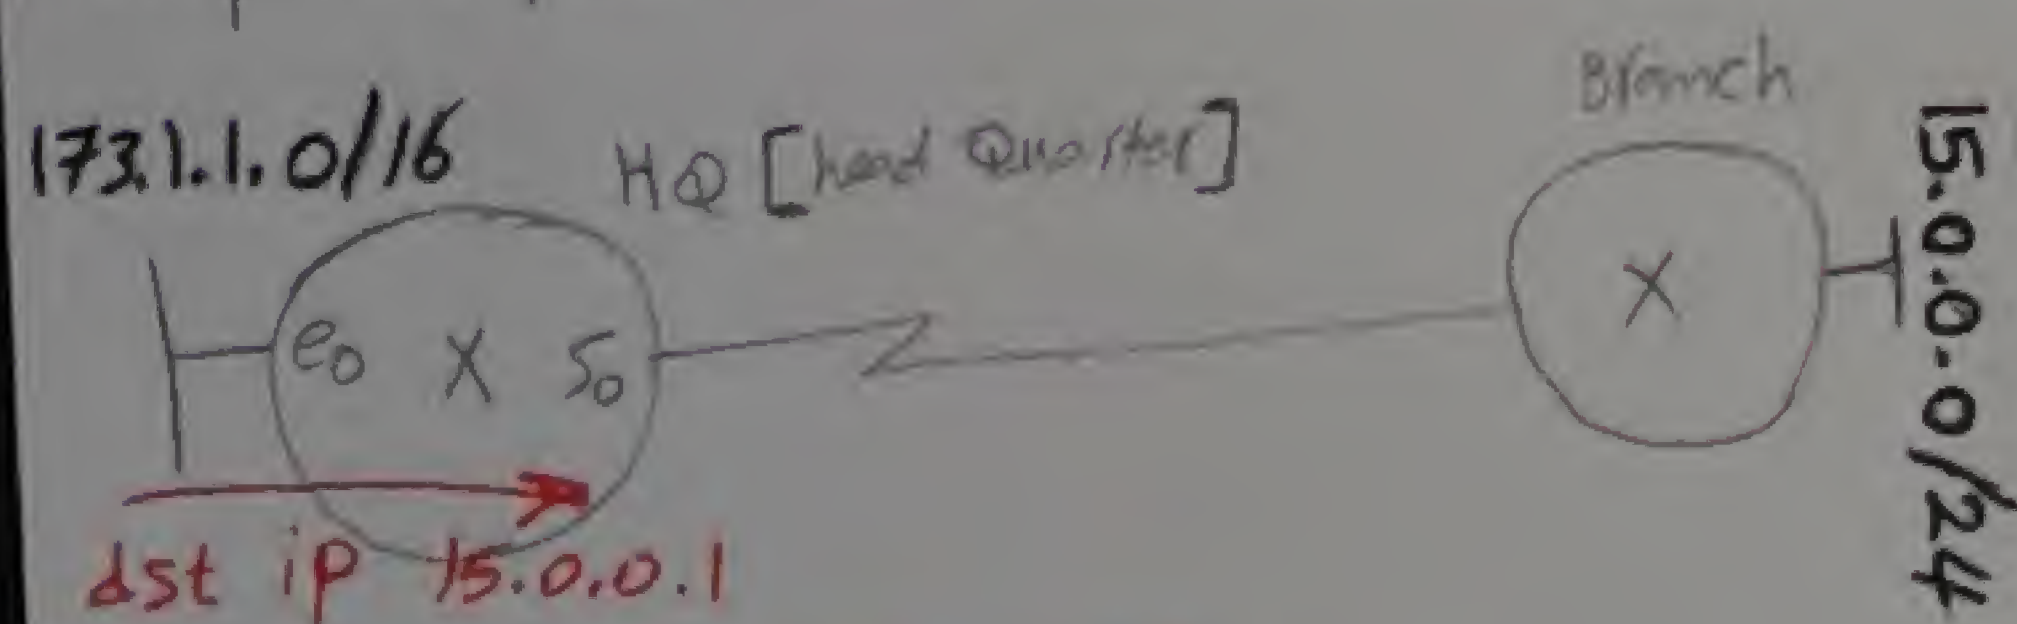 173.1.1.0/16
HQ [head Quarter]
Branch
15.0.0.0/24
e0 X S0
X
dst ip 15.0.0.1